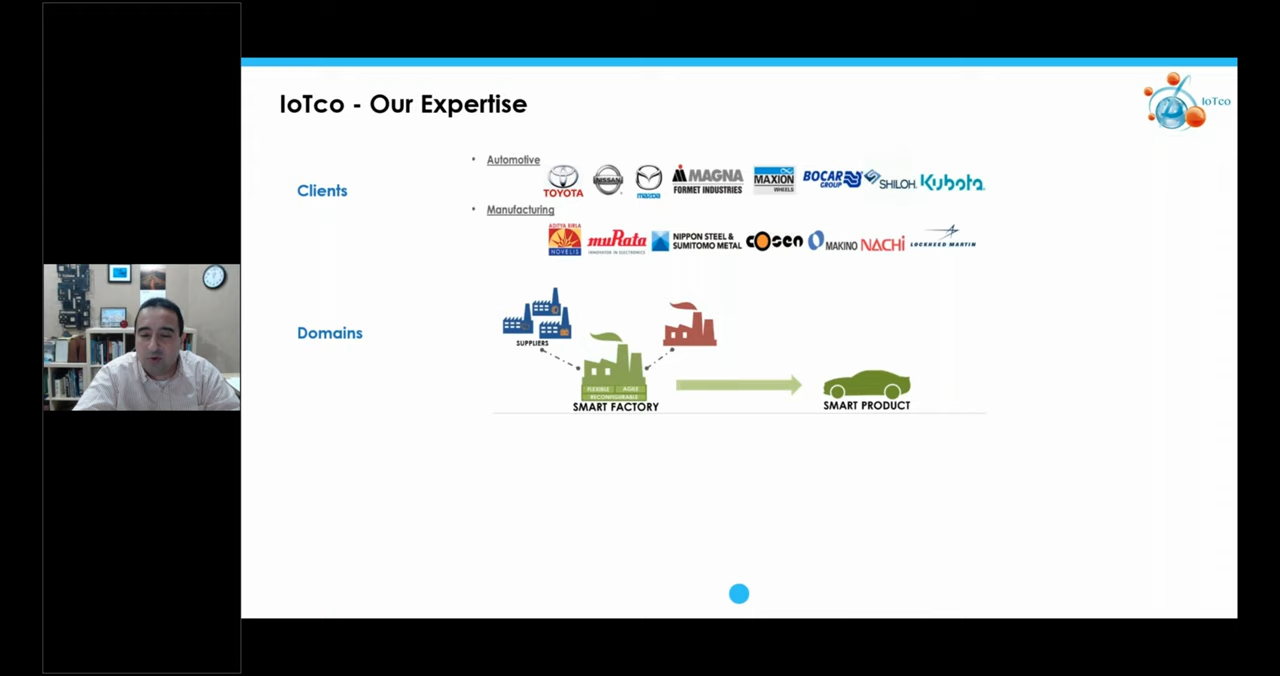 IoTco - Our Expertise
IoTco
Clients
• Automotive
TOYOTA
NISSAN
mazda
MAGNA
FORMET INDUSTRIES
MAXION
WHEELS
BOCAR
GROUP
SHILOH
Kubota
• Manufacturing
ADITYA BIRLA
NOVELIS
muRata
INNOVATOR IN ELECTRONICS
NIPPON STEEL &
SUMITOMO METAL
COSEN
MAKINO
NACHi
LOCKHEED MARTIN
Domains
SUPPLIERS
FLEXIBLE AGILE
RECONFIGURABLE
SMART FACTORY
SMART PRODUCT